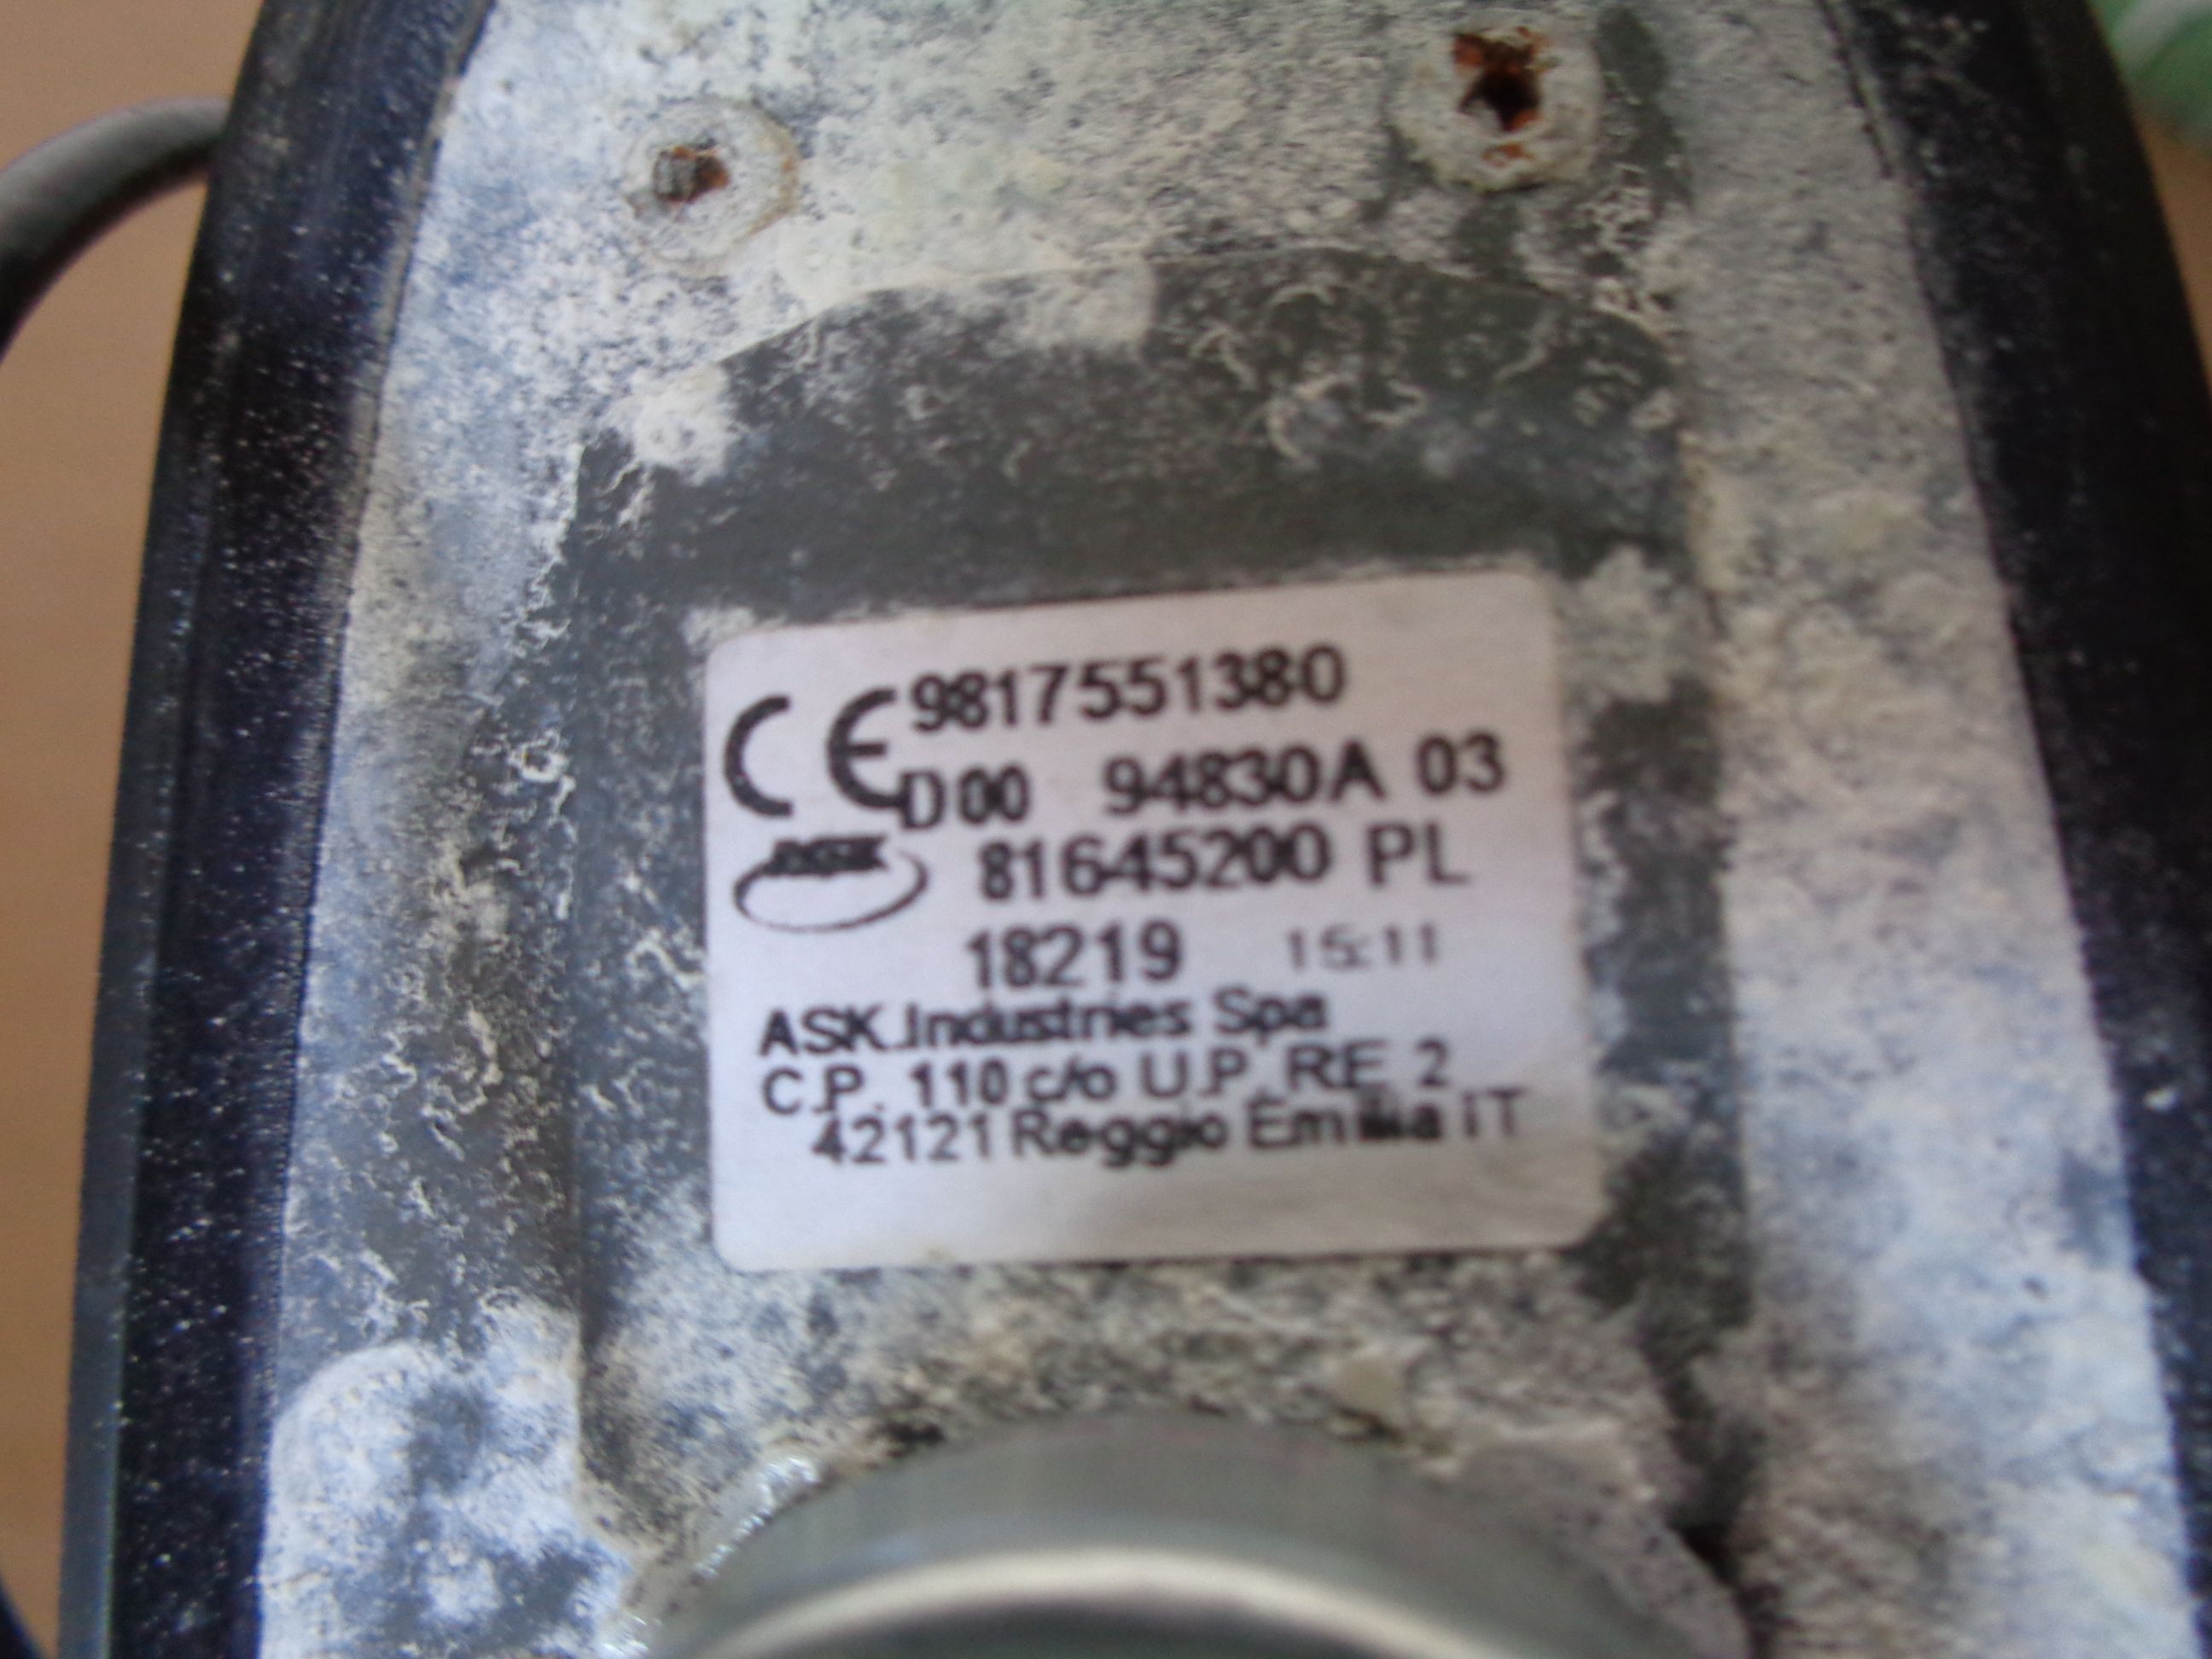 CE 9817551380
D00 94830A 03
ASK 81645200 PL
18219 15:11
ASK Industries Spa
C.P. 110 c/o U.P. RE 2
42121 Reggio Emilia IT